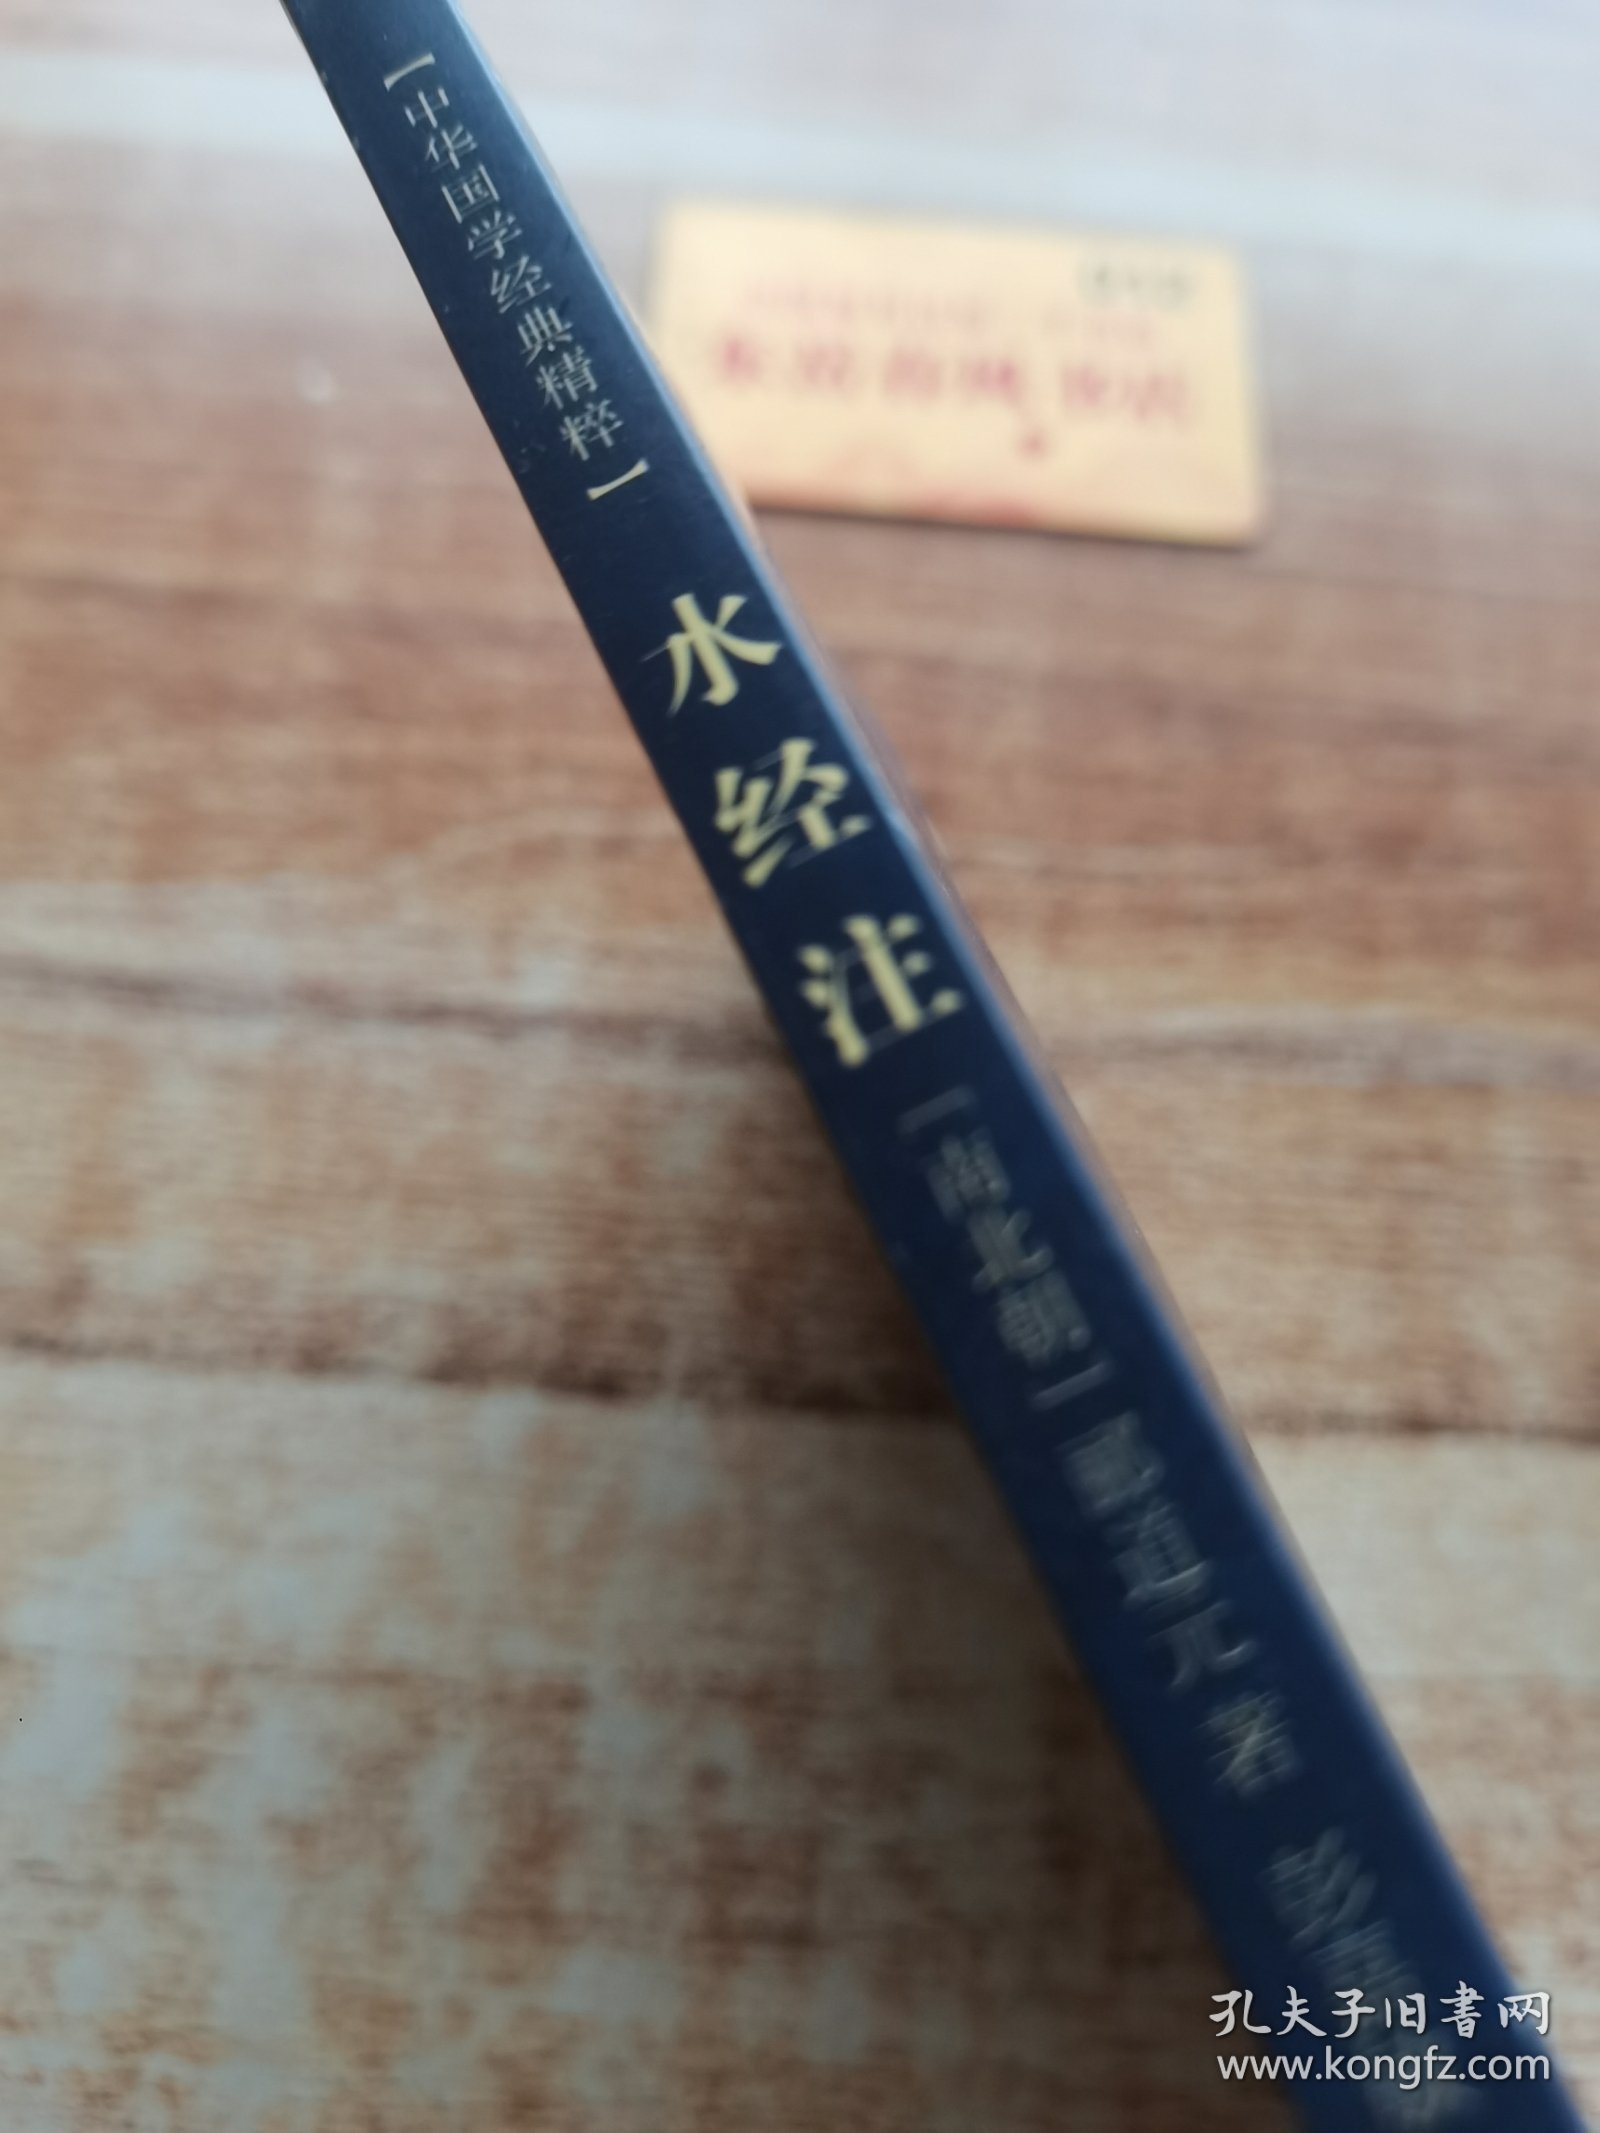 【中华国学经典精粹】
水经注
［南北朝］郦道元 著
孔夫子旧书网
www.kongfz.com